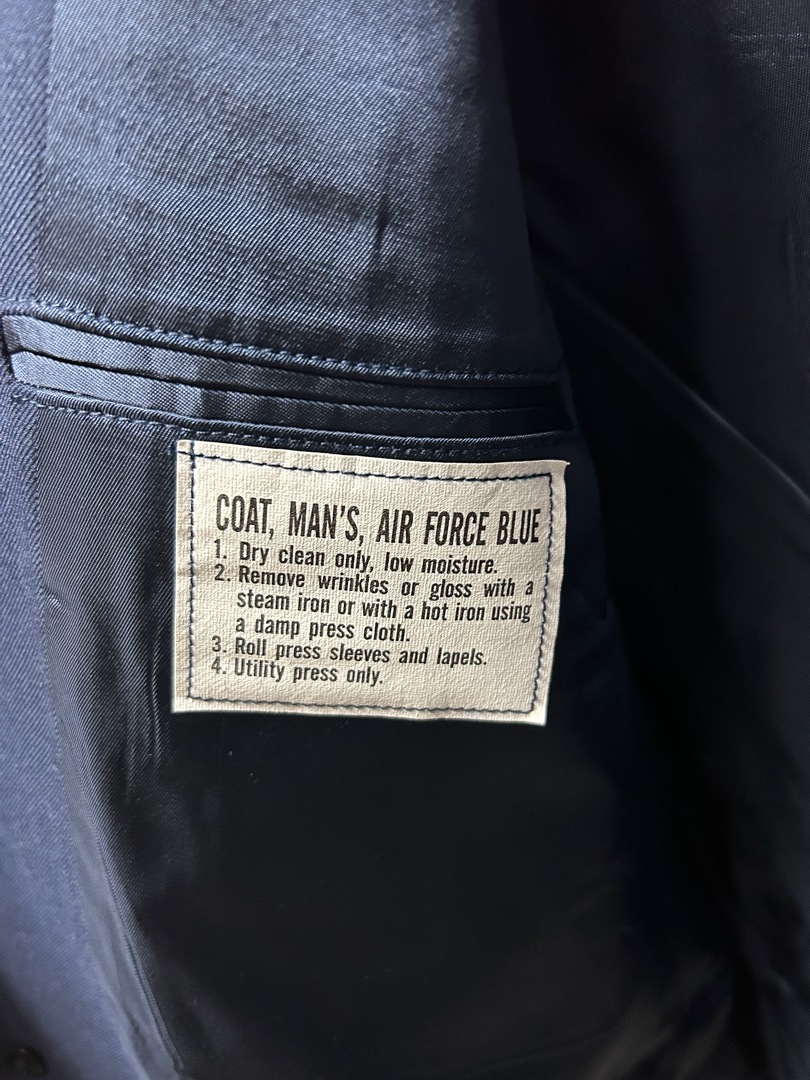 COAT, MAN'S, AIR FORCE BLUE
1. Dry clean only, low moisture.
2. Remove wrinkles or gloss with a
steam iron or with a hot iron using
a damp press cloth.
3. Roll press sleeves and lapels.
4. Utility press only.